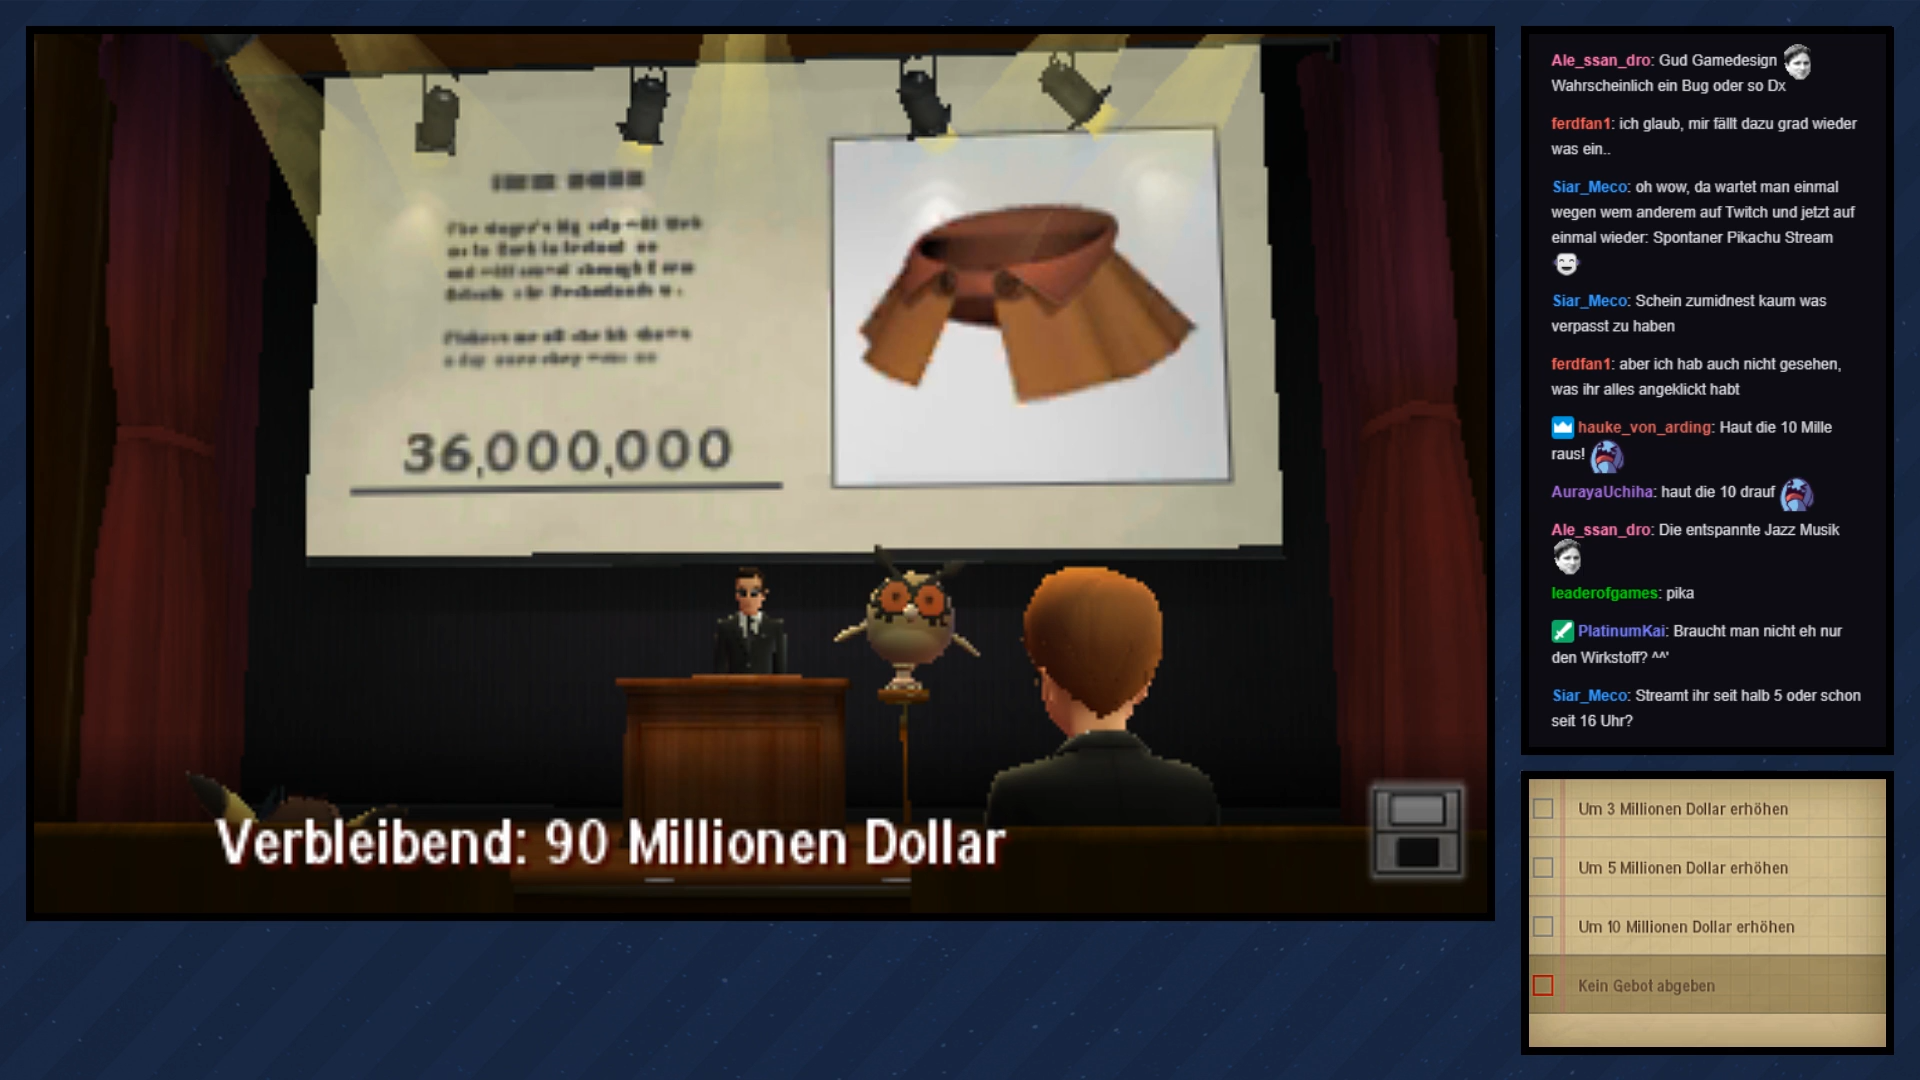 36,000,000
Verbleibend: 90 Millionen Dollar
Ale_ssan_dro: Gud Gamedesign
Wahrscheinlich ein Bug oder so Dx
ferdfan1: ich glaub, mir fällt dazu grad wieder
was ein..
Siar_Meco: oh wow, da wartet man einmal
wegen wem anderem auf Twitch und jetzt auf
einmal wieder: Spontaner Pikachu Stream
Siar_Meco: Schein zumidnest kaum was
verpasst zu haben
ferdfan1: aber ich hab auch nicht gesehen,
was ihr alles angeklickt habt
hauke_von_arding: Haut die 10 Mille
raus!
AurayaUchiha: haut die 10 drauf
Ale_ssan_dro: Die entspannte Jazz Musik
leaderofgames: pika
PlatinumKai: Braucht man nicht eh nur
den Wirkstoff? ^^'
Siar_Meco: Streamt ihr seit halb 5 oder schon
seit 16 Uhr?
Um 3 Millionen Dollar erhöhen
Um 5 Millionen Dollar erhöhen
Um 10 Millionen Dollar erhöhen
Kein Gebot abgeben